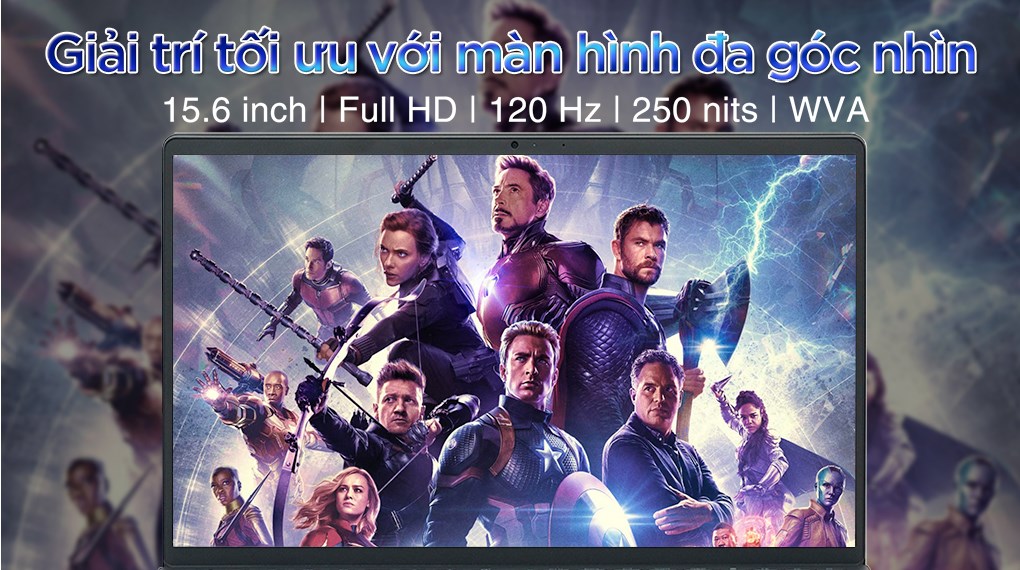 Giải trí tối ưu với màn hình đa góc nhìn
15.6 inch | Full HD | 120 Hz | 250 nits | WVA